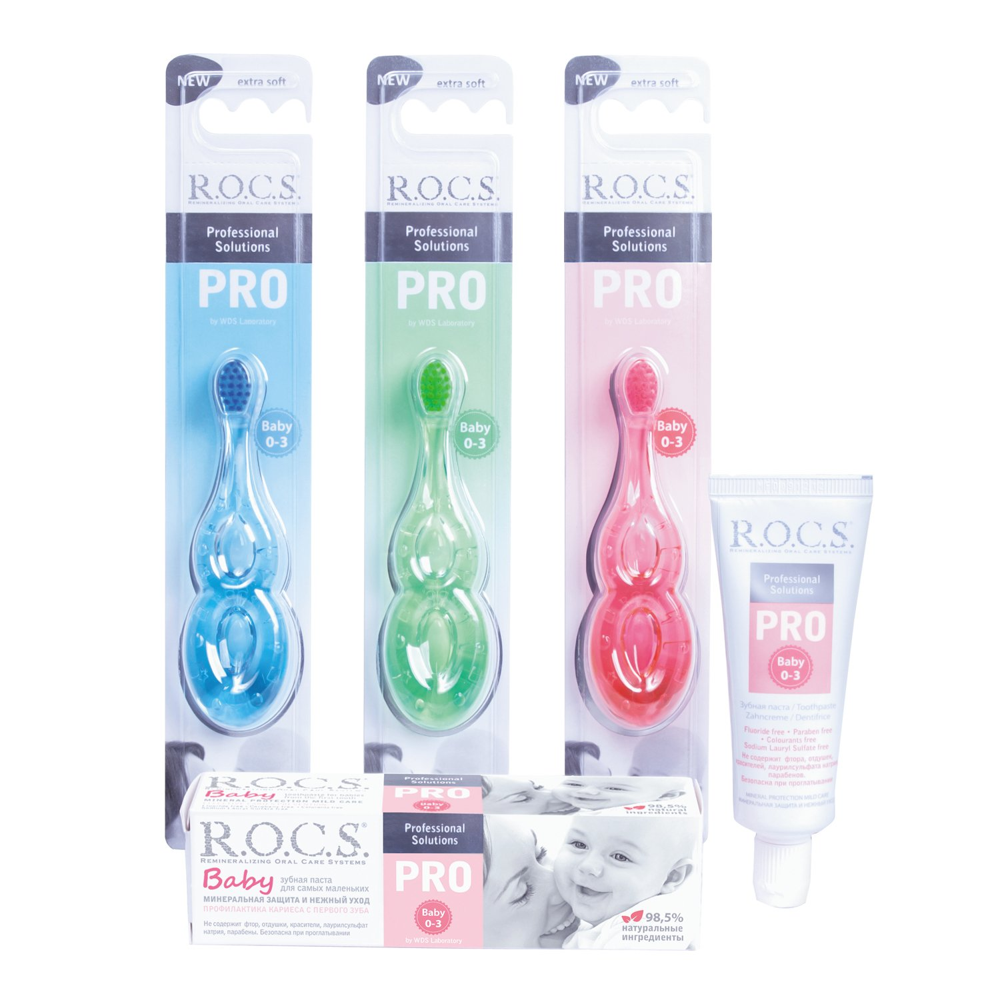 NEW
extra soft
R.O.C.S.
REMINERALIZING ORAL CARE SYSTEMS
Professional
Solutions
PRO
by WDS Laboratory
Baby
0-3
NEW
extra soft
R.O.C.S.
REMINERALIZING ORAL CARE SYSTEMS
Professional
Solutions
PRO
by WDS Laboratory
Baby
0-3
NEW
extra soft
R.O.C.S.
REMINERALIZING ORAL CARE SYSTEMS
Professional
Solutions
PRO
by WDS Laboratory
Baby
0-3
R.O.C.S.
REMINERALIZING ORAL CARE SYSTEMS
Professional
Solutions
PRO
Baby
0-3
Зубная паста / Toothpaste
Zahncreme / Dentifrice
Fluoride free • Paraben free
• Colourants free
Sodium Lauryl Sulfate free
Не содержит фтора, отдушек,
красителей, лаурилсульфата натрия,
парабенов.
Безопасна при проглатывании
MINERAL PROTECTION MILD CARE
МИНЕРАЛЬНАЯ ЗАЩИТА И НЕЖНЫЙ УХОД
R.O.C.S.
Baby
toothpaste for babies
MINERAL PROTECTION MILD CARE
Professional
Solutions
PRO
Baby
0-3
98,5%
natural
ingredients
R.O.C.S.®
REMINERALIZING ORAL CARE SYSTEMS
Baby
зубная паста
для самых маленьких
МИНЕРАЛЬНАЯ ЗАЩИТА И НЕЖНЫЙ УХОД
ПРОФИЛАКТИКА КАРИЕСА С ПЕРВОГО ЗУБА
Не содержит фтор, отдушки, красители, лаурилсульфат
натрия, парабены. Безопасна при проглатывании
Professional
Solutions
PRO
Baby
0-3
by WDS Laboratory
98,5%
натуральные
ингредиенты